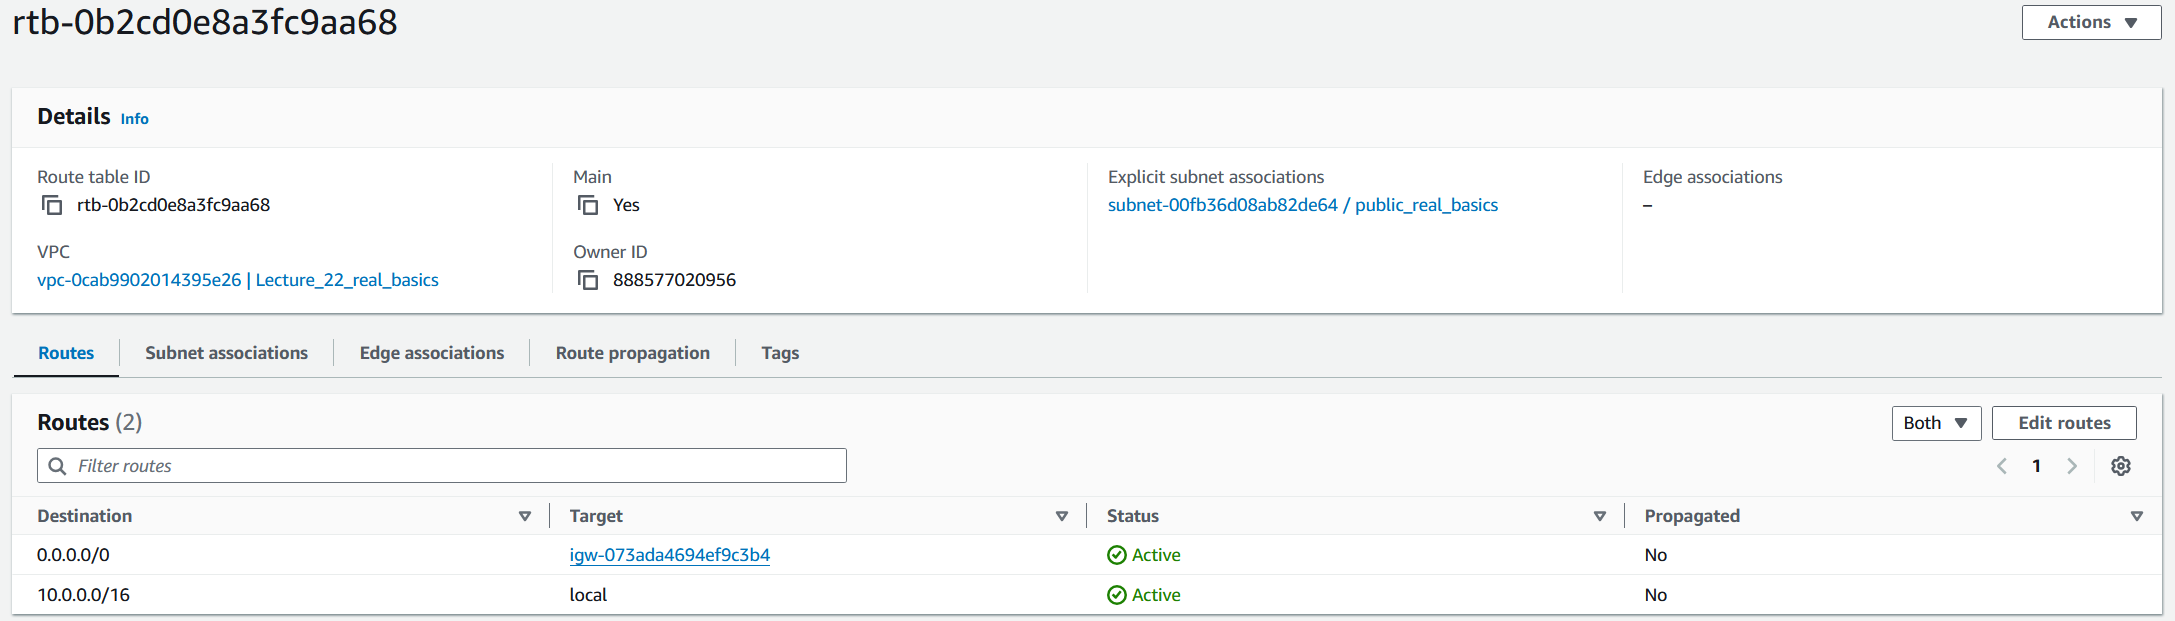 rtb-0b2cd0e8a3fc9aa68
Actions
Details Info
Route table ID
rtb-0b2cd0e8a3fc9aa68
Main
Yes
Explicit subnet associations
subnet-00fb36d08ab82de64 / public_real_basics
Edge associations
–
VPC
vpc-0cab9902014395e26 | Lecture_22_real_basics
Owner ID
888577020956
Routes Subnet associations Edge associations Route propagation Tags
Routes (2)
Both Edit routes
Filter routes
1
Destination Target Status Propagated
0.0.0.0/0 igw-073ada4694ef9c3b4 Active No
10.0.0.0/16 local Active No